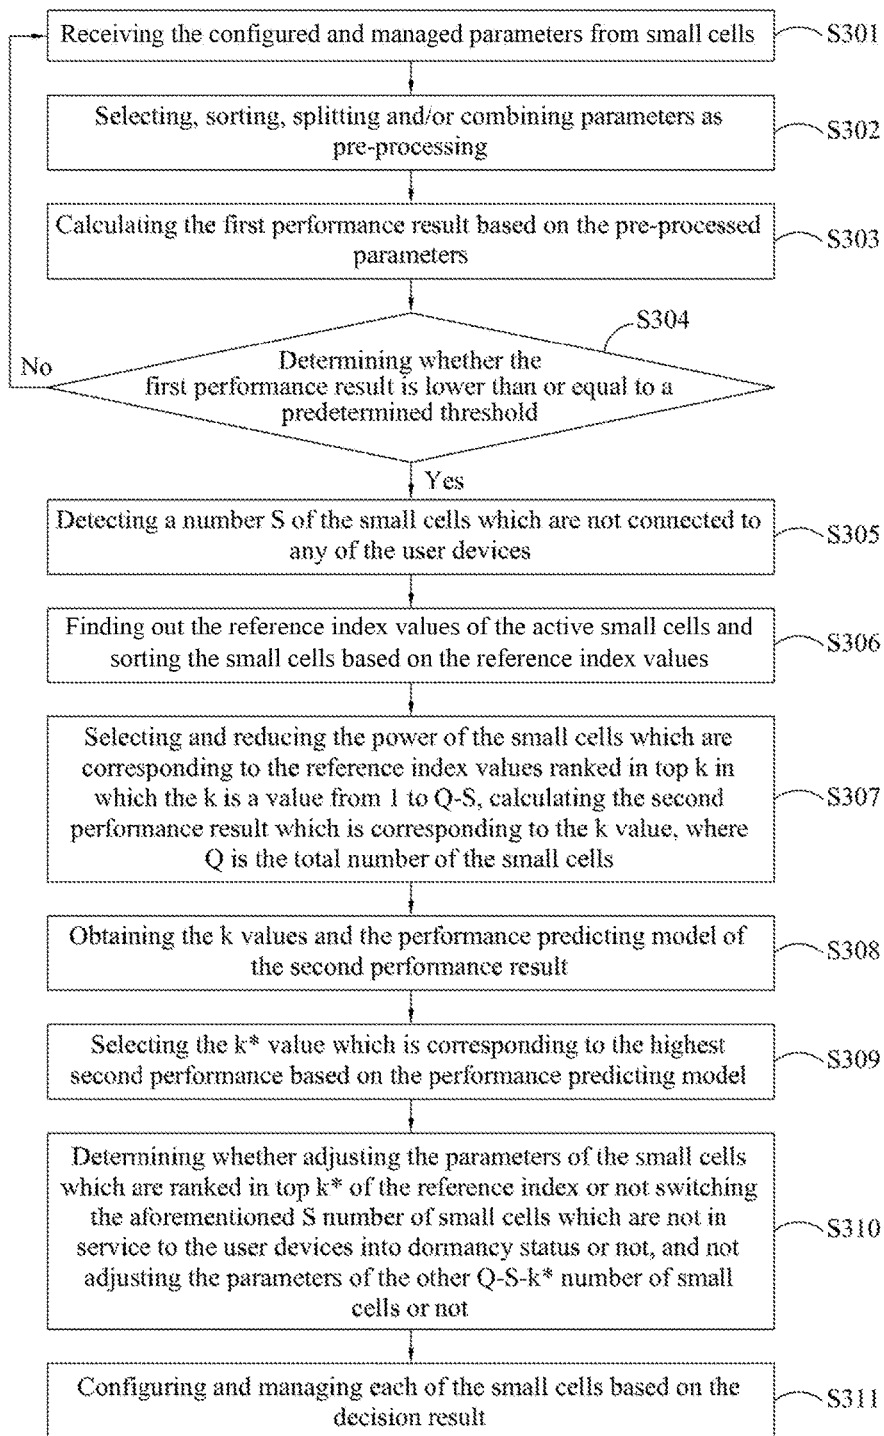 Receiving the configured and managed parameters from small cells
S301
Selecting, sorting, splitting and/or combining parameters as
pre-processing
S302
Calculating the first performance result based on the pre-processed
parameters
S303
S304
Determining whether the
first performance result is lower than or equal to a
predetermined threshold
No
Yes
Detecting a number S of the small cells which are not connected to
any of the user devices
S305
Finding out the reference index values of the active small cells and
sorting the small cells based on the reference index values
S306
Selecting and reducing the power of the small cells which are
corresponding to the reference index values ranked in top k in
which the k is a value from 1 to Q-S, calculating the second
performance result which is corresponding to the k value, where
Q is the total number of the small cells
S307
Obtaining the k values and the performance predicting model of
the second performance result
S308
Selecting the k* value which is corresponding to the highest
second performance based on the performance predicting model
S309
Determining whether adjusting the parameters of the small cells
which are ranked in top k* of the reference index or not switching
the aforementioned S number of small cells which are not in
service to the user devices into dormancy status or not, and not
adjusting the parameters of the other Q-S-k* number of small
cells or not
S310
Configuring and managing each of the small cells based on the
decision result
S311